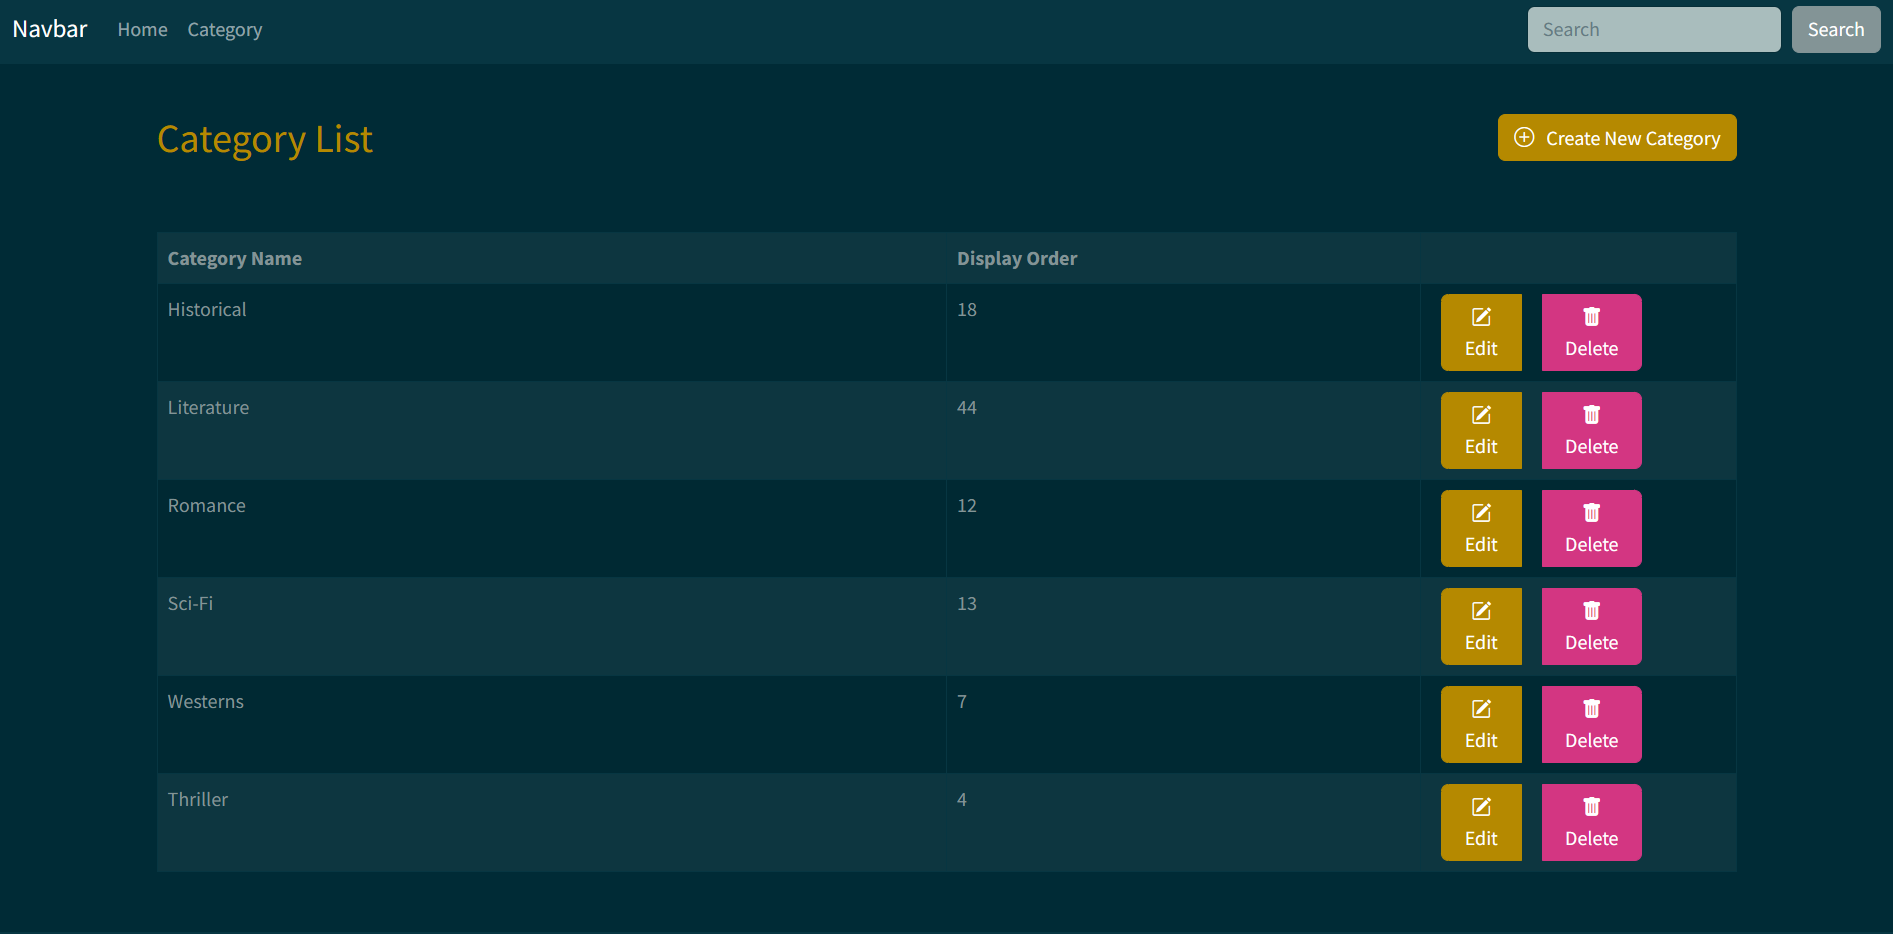 Navbar Home Category Search Search
Category List Create New Category
Category Name Display Order
Historical 18 Edit Delete
Literature 44 Edit Delete
Romance 12 Edit Delete
Sci-Fi 13 Edit Delete
Westerns 7 Edit Delete
Thriller 4 Edit Delete